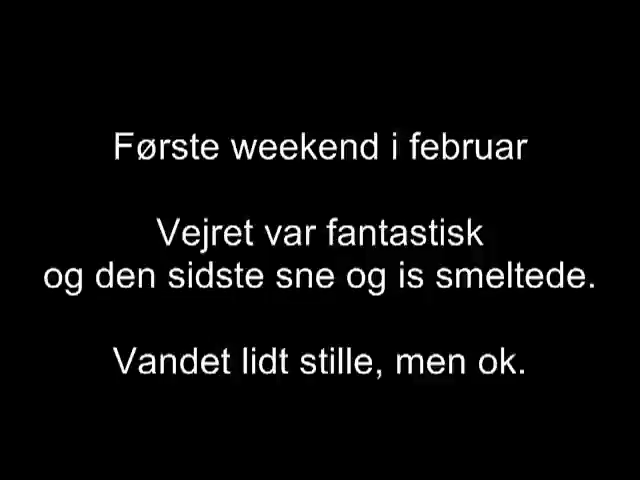 Første weekend i februar
Vejret var fantastisk
og den sidste sne og is smeltede.
Vandet lidt stille, men ok.